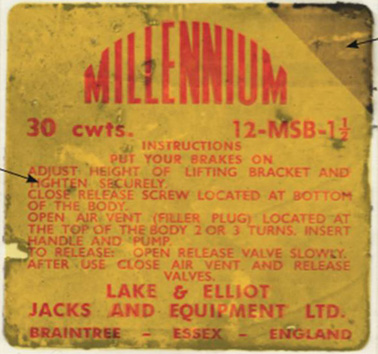 MILLENNIUM
30 cwts. 12-MSB-1½
INSTRUCTIONS
PUT YOUR BRAKES ON
ADJUST HEIGHT OF LIFTING BRACKET AND
TIGHTEN SECURELY.
CLOSE RELEASE SCREW LOCATED AT BOTTOM
OF THE BODY.
OPEN AIR VENT (FILLER PLUG) LOCATED AT
THE TOP OF THE BODY 2 OR 3 TURNS. INSERT
HANDLE AND PUMP.
TO RELEASE: OPEN RELEASE VALVE SLOWLY.
AFTER USE CLOSE AIR VENT AND RELEASE
VALVES.
LAKE & ELLIOT
JACKS AND EQUIPMENT LTD.
BRAINTREE – ESSEX – ENGLAND